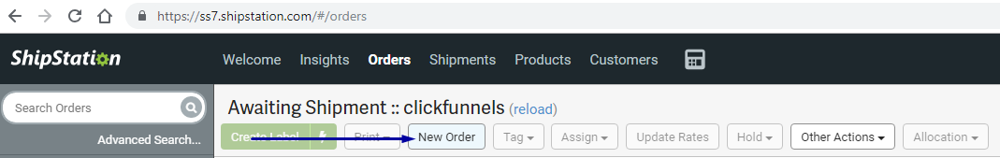 https://ss7.shipstation.com/#/orders
ShipStation Welcome Insights Orders Shipments Products Customers
Search Orders
Advanced Search...
Awaiting Shipment :: clickfunnels (reload)
Create Label Print New Order Tag Assign Update Rates Hold Other Actions Allocation